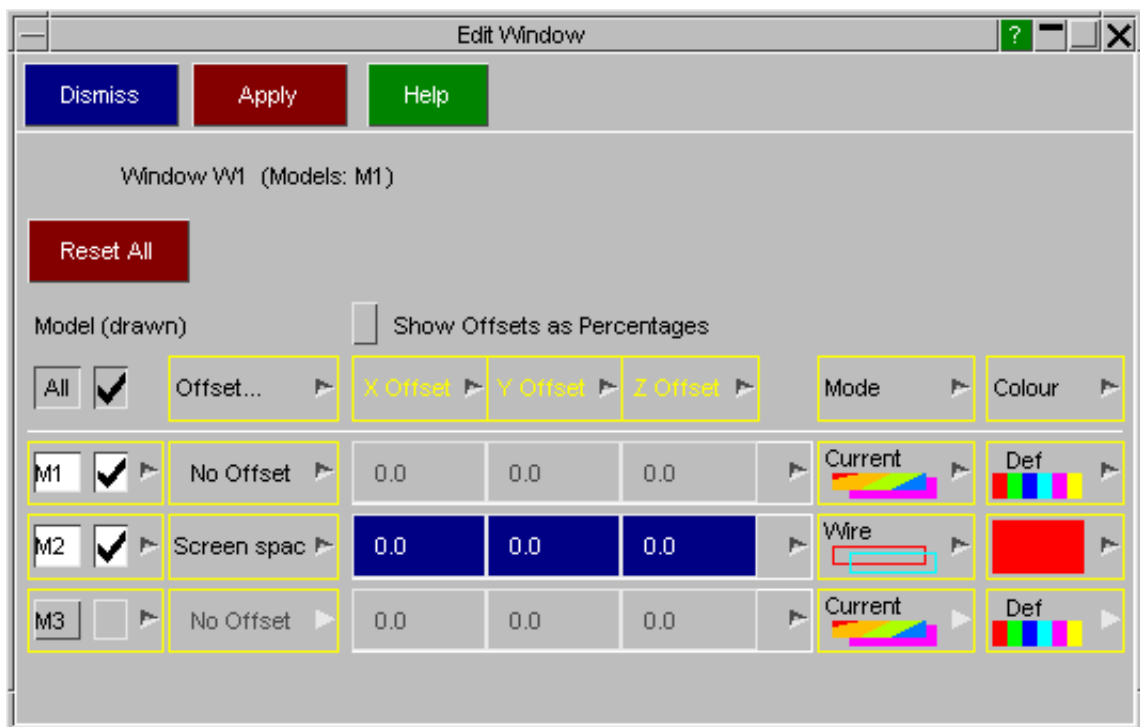 Edit Window ?
Dismiss Apply Help
Window W1 (Models: M1)
Reset All
Model (drawn) Show Offsets as Percentages
All Offset... X Offset Y Offset Z Offset Mode Colour
M1 No Offset 0.0 0.0 0.0 Current Def
M2 Screen spac 0.0 0.0 0.0 Wire
M3 No Offset 0.0 0.0 0.0 Current Def